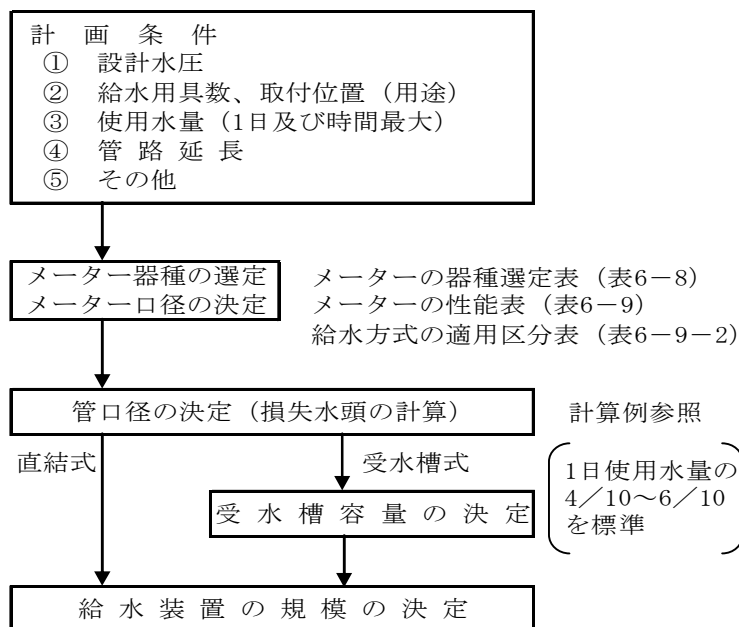 計画条件
① 設計水圧
② 給水用具数、取付位置（用途）
③ 使用水量（1日及び時間最大）
④ 管路延長
⑤ その他
メーター器種の選定
メーター口径の決定
メーターの器種選定表（表6－8）
メーターの性能表（表6－9）
給水方式の適用区分表（表6－9－2）
管口径の決定（損失水頭の計算）
計算例参照
直結式
受水槽式
1日使用水量の
4／10～6／10
を標準
受水槽容量の決定
給水装置の規模の決定